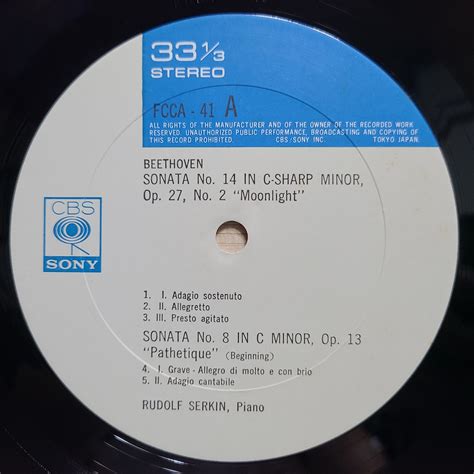 33 1/3
STEREO
FCCA - 41 A
ALL RIGHTS OF THE MANUFACTURER AND OF THE OWNER OF THE RECORDED WORK
RESERVED. UNAUTHORIZED PUBLIC PERFORMANCE, BROADCASTING AND COPYING OF
THIS RECORD PROHIBITED. CBS/SONY INC. TOKYO JAPAN.
BEETHOVEN
SONATA No. 14 IN C-SHARP MINOR,
Op. 27, No. 2 "Moonlight"
CBS
SONY
1. I. Adagio sostenuto
2. II. Allegretto
3. III. Presto agitato
SONATA No. 8 IN C MINOR, Op. 13
"Pathetique" (Beginning)
4. I. Grave - Allegro di molto e con brio
5. II. Adagio cantabile
RUDOLF SERKIN, Piano